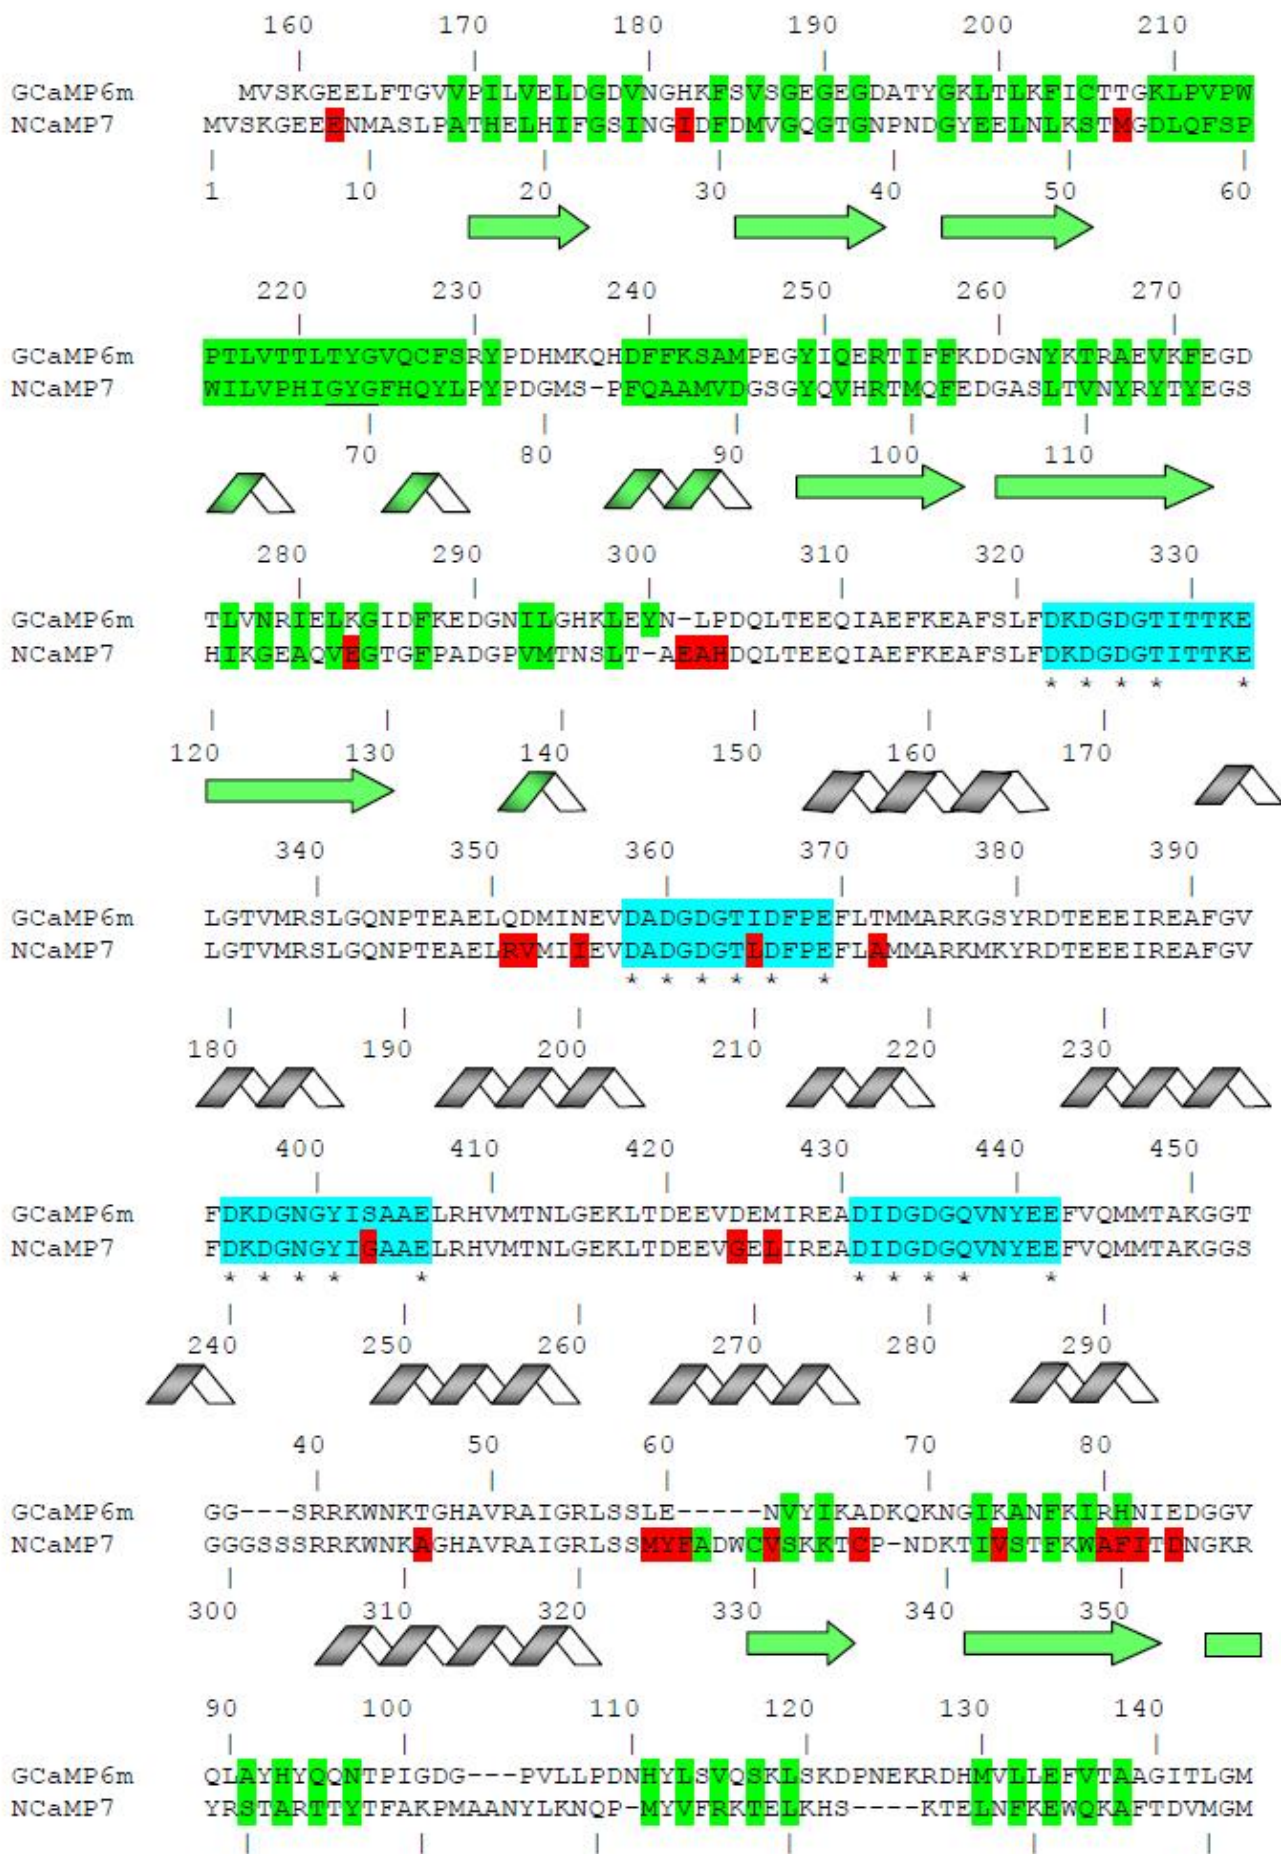 160 170 180 190 200 210
GCaMP6m MVSKGEELFTGVVPILVELDGDVNGHKFSVSGEGEGDATYGKLTLKFICTTGKLPVPW
NCaMP7 MVSKGEEENMASLPATHELHIFGSINGIDFDMVGQGTGNPNDGYEELNLKSTMGDLQFSP
1 10 20 30 40 50 60
220 230 240 250 260 270
GCaMP6m PTLVTTLTYGVQCFSRYPDHMKQHDFFKSAMPEGYIQERTIFFKDDGNYKTRAEVKFEGD
NCaMP7 WILVPHIGYGFHQYLPYPDGMS-PFQAAMVDGSGYQVHRTMQFEDGASLTVNYRYTYEGS
70 80 90 100 110
280 290 300 310 320 330
GCaMP6m TLVNRIELKGIDFKEDGNILGHKLEYN-LPDQLTEEQIAEFKEAFSLFDKDGDGTITTKE
NCaMP7 HIKGEAQVEGTGFPADGPVMTNSLT-AEAHDQLTEEQIAEFKEAFSLFDKDGDGTITTKE
* * * * *
120 130 140 150 160 170
340 350 360 370 380 390
GCaMP6m LGTVMRSLGQNPTEAELQDMINEVDADGDGTIDFPEFLTMMARKGSYRDTEEEIREAFGV
NCaMP7 LGTVMRSLGQNPTEAELRVMIIEVDADGDGTLDFPEFLAMMARKMKYRDTEEEIREAFGV
* * * * * *
180 190 200 210 220 230
400 410 420 430 440 450
GCaMP6m FDKDGNGYISAAELRHVMTNLGEKLTDEEVDEMIREADIDGDGQVNYEEFVQMMTAKGGT
NCaMP7 FDKDGNGYIGAAELRHVMTNLGEKLTDEEVGELIREADIDGDGQVNYEEFVQMMTAKGGS
* * * * * * * * * *
240 250 260 270 280 290
40 50 60 70 80
GCaMP6m GG---SRRKWNKTGHAVRAIGRLSSLE-----NVYIKADKQKNGIKANFKIRHNIEDGGV
NCaMP7 GGGSSSRRKWNKAGHAVRAIGRLSSMYFADWCVSKKTCP-NDKTIVSTFKWAFITDNGKR
300 310 320 330 340 350
90 100 110 120 130 140
GCaMP6m QLAYHYQQNTPIGDG---PVLLPDNHYLSVQSKLSKDPNEKRDHMVLLEFVTAAGITLGM
NCaMP7 YRSTARTTYTFAKPMAANYLKNQP-MYVFRKTELKHS----KTELNFKEWQKAFTDVMGM